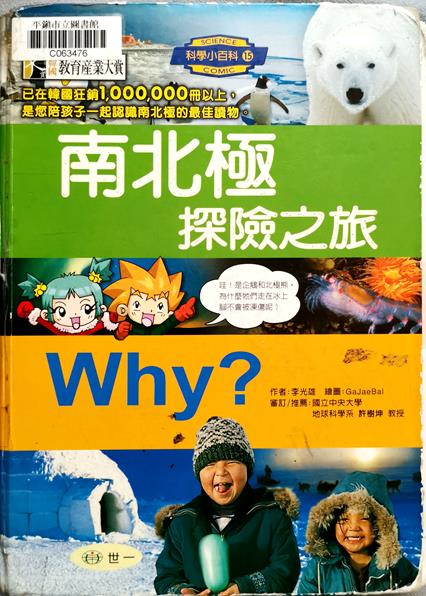 平鎮市立圖書館
C063476
韓國
教育産業大賞
SCIENCE
科學小百科 15
COMIC
已在韓國狂銷1,000,000冊以上，
是您陪孩子一起認識南北極的最佳讀物。
南北極
探險之旅
哇！是企鵝和北極熊，
為什麼牠們走在冰上
腳不會被凍傷呢！
Why?
作者：李光雄 繪圖：GaJaeBal
審訂/推薦：國立中央大學
地球科學系 許樹坤 教授
世一